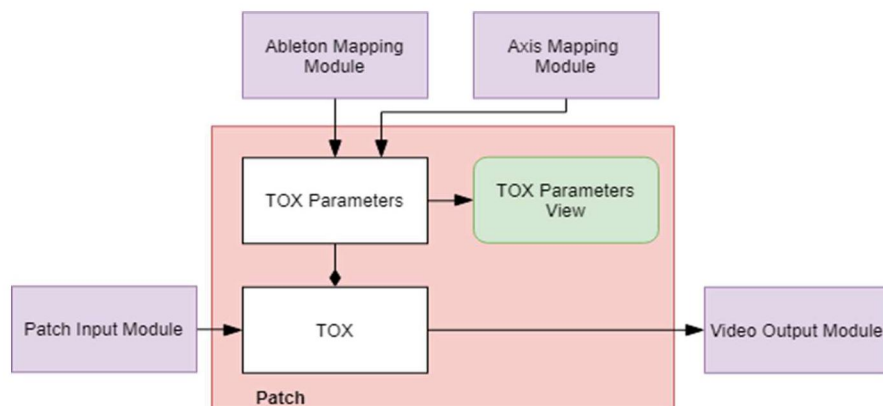 Ableton Mapping
Module
Axis Mapping
Module
TOX Parameters
TOX Parameters
View
Patch Input Module
TOX
Video Output Module
Patch